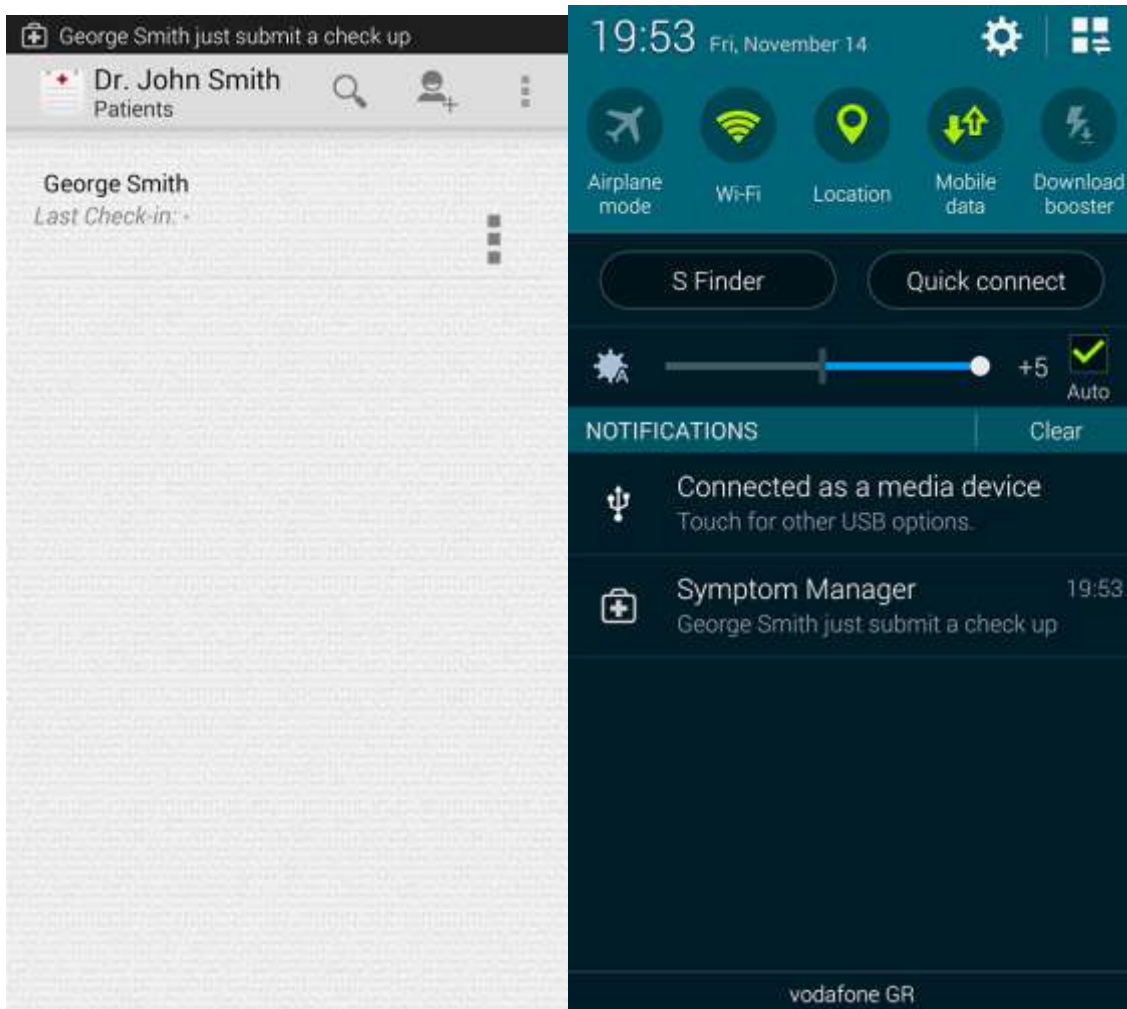 George Smith just submit a check up
Dr. John Smith
Patients
George Smith
Last Check-in: -
19:53 Fri, November 14
Airplane mode
Wi-Fi
Location
Mobile data
Download booster
S Finder
Quick connect
+5
Auto
NOTIFICATIONS
Clear
Connected as a media device
Touch for other USB options.
Symptom Manager
19:53
George Smith just submit a check up
vodafone GR